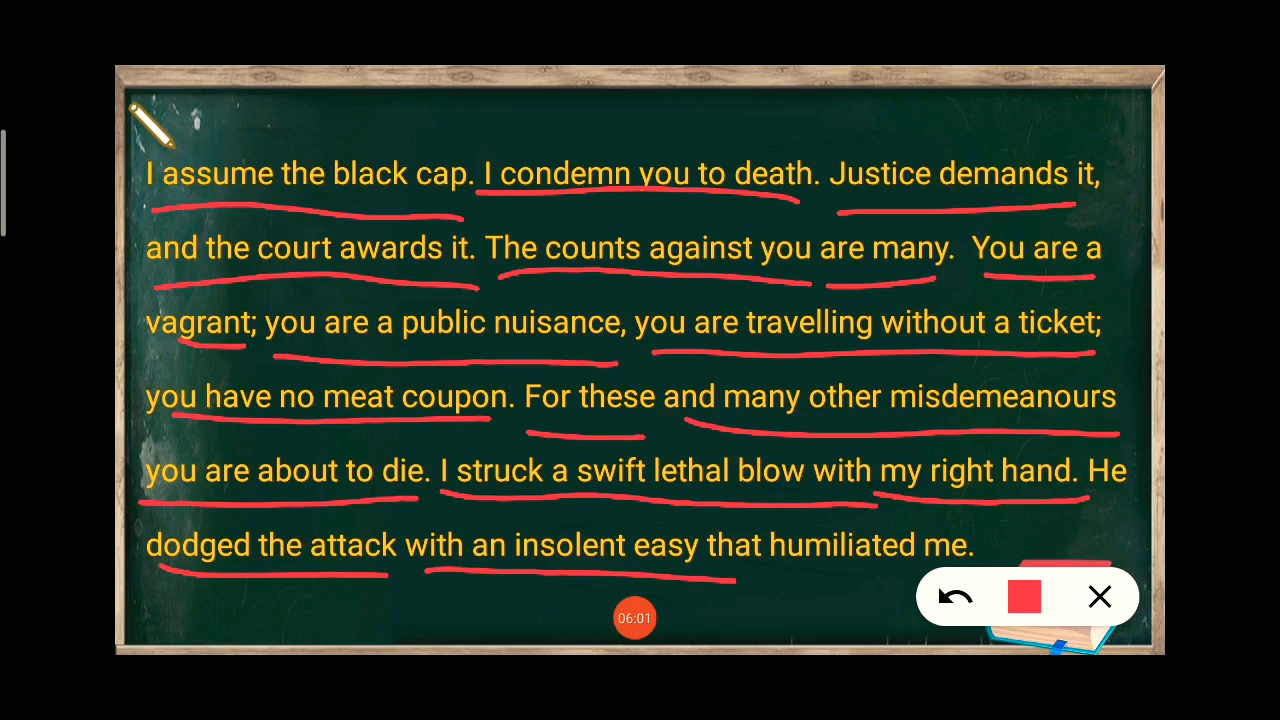 I assume the black cap. I condemn you to death. Justice demands it,
and the court awards it. The counts against you are many. You are a
vagrant; you are a public nuisance, you are travelling without a ticket;
you have no meat coupon. For these and many other misdemeanours
you are about to die. I struck a swift lethal blow with my right hand. He
dodged the attack with an insolent easy that humiliated me.
06:01